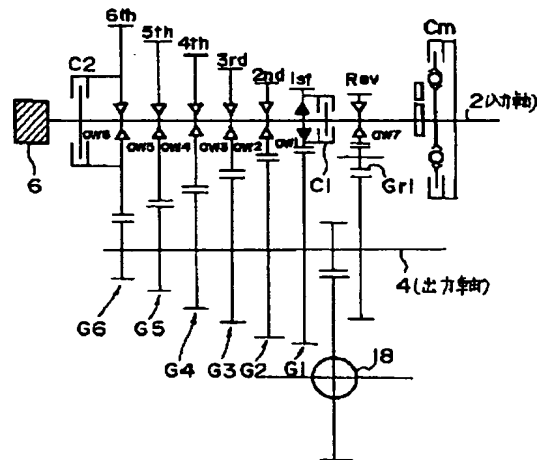 6th
5th
4th
3rd
2nd
1st
Rev
Cm
C2
2(入力軸)
6
OW6
OW5
OW4
OW3
OW2
OW1
OW7
C1
Gr1
4(出力軸)
G6
G5
G4
G3
G2
G1
18